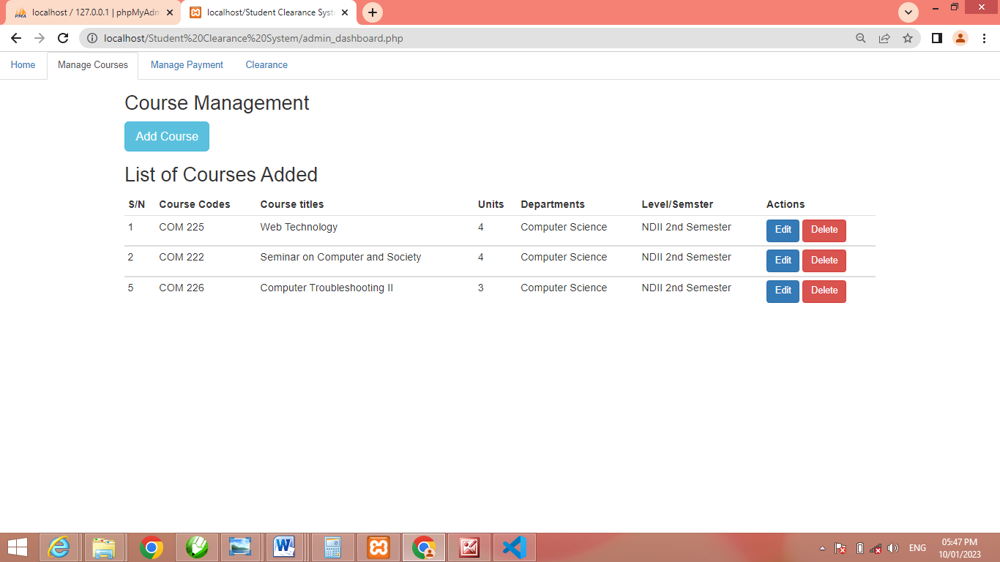 PMA localhost / 127.0.0.1 | phpMyAdm
localhost/Student Clearance Syst
localhost/Student%20Clearance%20System/admin_dashboard.php
Home Manage Courses Manage Payment Clearance
Course Management
Add Course
List of Courses Added
S/N Course Codes Course titles Units Departments Level/Semster Actions
1 COM 225 Web Technology 4 Computer Science NDII 2nd Semester Edit Delete
2 COM 222 Seminar on Computer and Society 4 Computer Science NDII 2nd Semester Edit Delete
5 COM 226 Computer Troubleshooting II 3 Computer Science NDII 2nd Semester Edit Delete
ENG
05:47 PM
10/01/2023